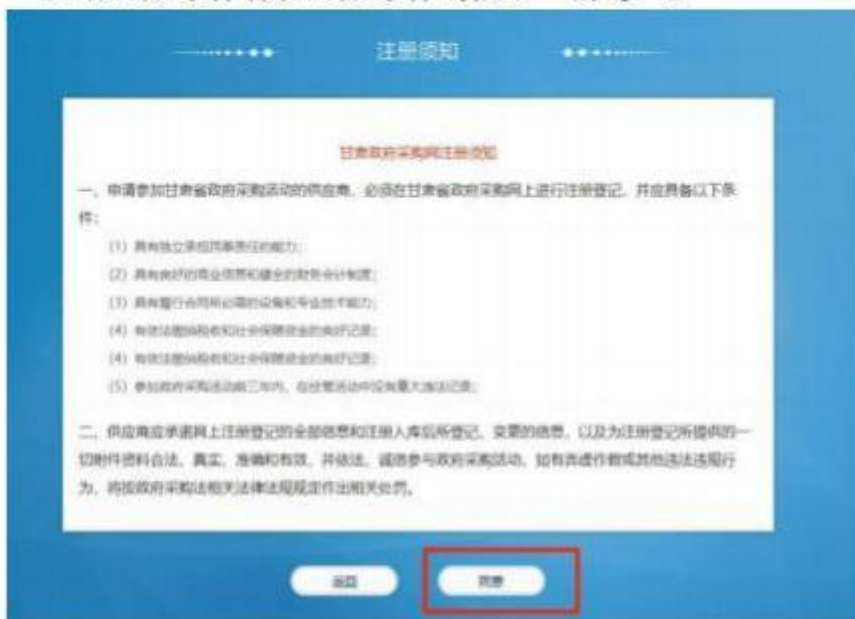 注册须知
甘肃政府采购网注册须知
一、申请参加甘肃省政府采购活动的供应商，必须在甘肃省政府采购网上进行注册登记，并应具备以下条
件：
（1）具有独立承担民事责任的能力；
（2）具有良好的商业信誉和健全的财务会计制度；
（3）具有履行合同所必需的设备和专业技术能力；
（4）有依法缴纳税收和社会保障资金的良好记录；
（4）有依法缴纳税收和社会保障资金的良好记录；
（5）参加政府采购活动前三年内，在经营活动中没有重大违法记录；
二、供应商应承诺网上注册登记的全部信息和注册入库后所登记、变更的信息，以及为注册登记所提供的一
切附件资料合法、真实、准确和有效，并依法、诚信参与政府采购活动，如有弄虚作假或其他违法违规行
为，将按政府采购法相关法律法规规定作出相关处罚。
返回
同意